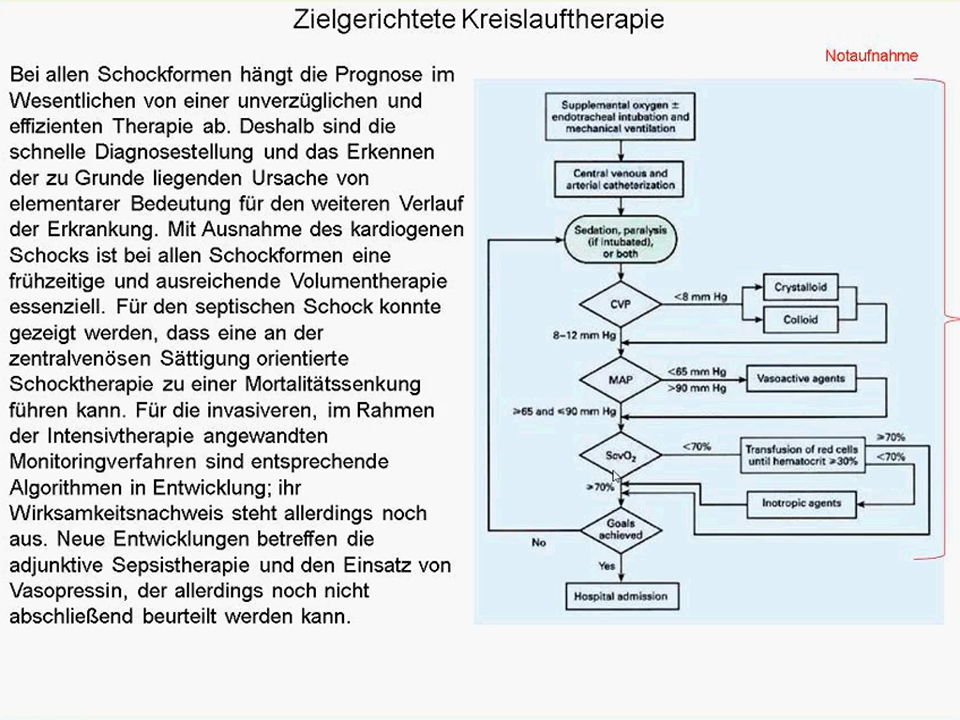 Zielgerichtete Kreislauftherapie
Notaufnahme
Bei allen Schockformen hängt die Prognose im
Wesentlichen von einer unverzüglichen und
effizienten Therapie ab. Deshalb sind die
schnelle Diagnosestellung und das Erkennen
der zu Grunde liegenden Ursache von
elementarer Bedeutung für den weiteren Verlauf
der Erkrankung. Mit Ausnahme des kardiogenen
Schocks ist bei allen Schockformen eine
frühzeitige und ausreichende Volumentherapie
essenziell. Für den septischen Schock konnte
gezeigt werden, dass eine an der
zentralvenösen Sättigung orientierte
Schocktherapie zu einer Mortalitätssenkung
führen kann. Für die invasiveren, im Rahmen
der Intensivtherapie angewandten
Monitoringverfahren sind entsprechende
Algorithmen in Entwicklung; ihr
Wirksamkeitsnachweis steht allerdings noch
aus. Neue Entwicklungen betreffen die
adjunktive Sepsistherapie und den Einsatz von
Vasopressin, der allerdings noch nicht
abschließend beurteilt werden kann.
Supplemental oxygen ±
endotracheal intubation and
mechanical ventilation
Central venous and
arterial catheterization
Sedation, paralysis
(if intubated),
or both
CVP
<8 mm Hg
Crystalloid
Colloid
8–12 mm Hg
MAP
<65 mm Hg
>90 mm Hg
Vasoactive agents
≥65 and ≤90 mm Hg
ScvO₂
<70%
Transfusion of red cells
until hematocrit ≥30%
≥70%
<70%
≥70%
Inotropic agents
Goals
achieved
No
Yes
Hospital admission